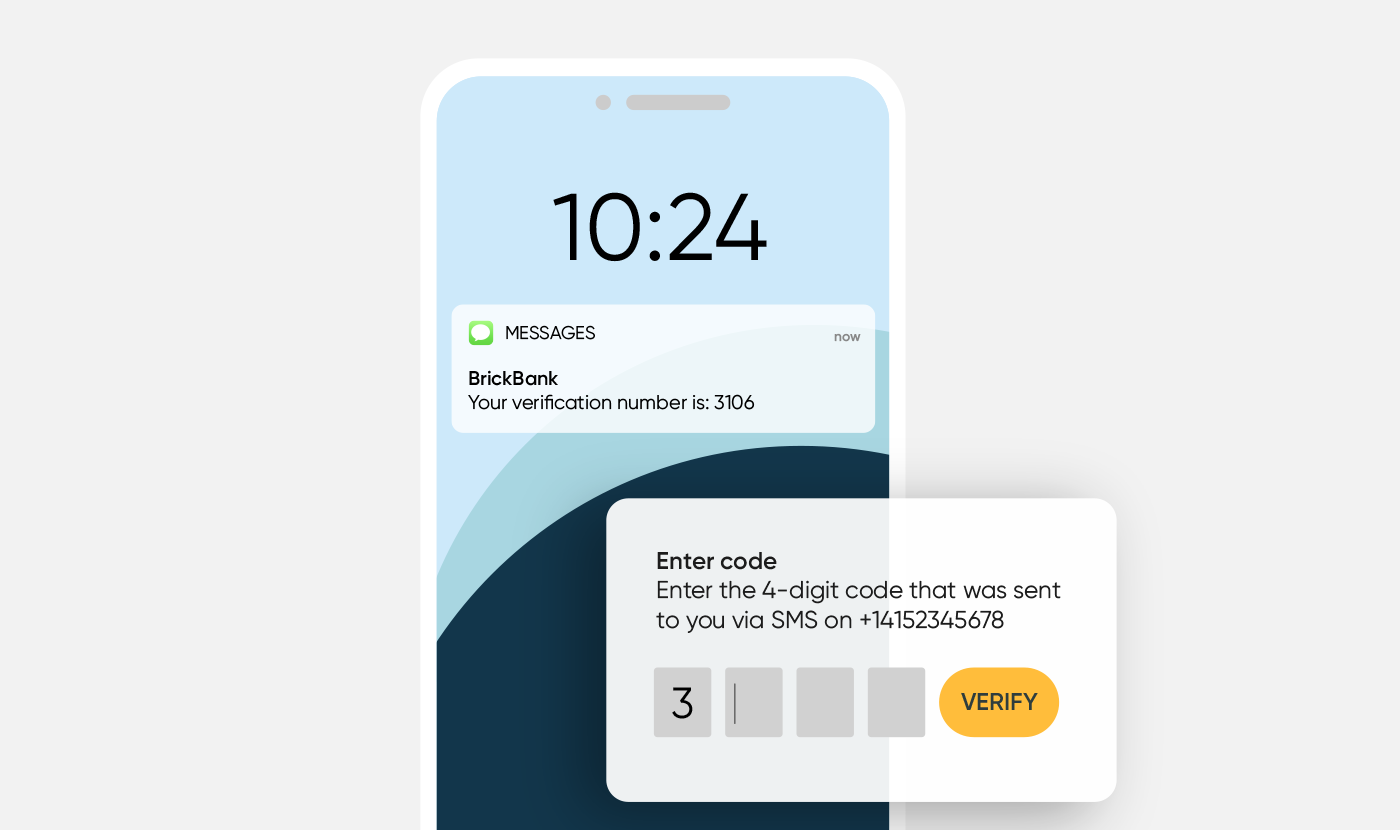 10:24
MESSAGES
now
BrickBank
Your verification number is: 3106
Enter code
Enter the 4-digit code that was sent
to you via SMS on +14152345678
3
VERIFY